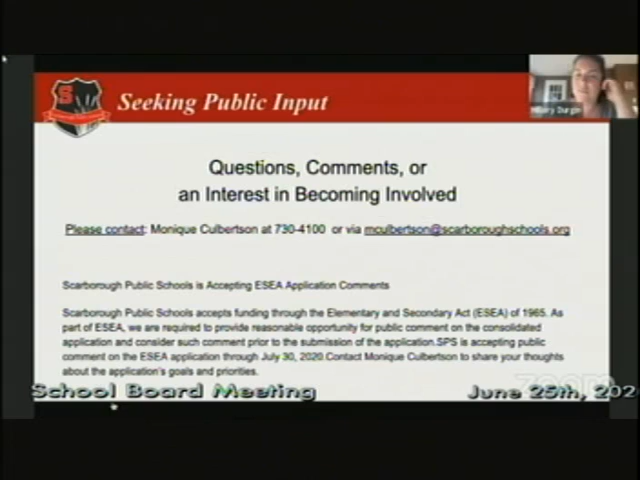 Seeking Public Input
Hillary Durgin
Questions, Comments, or
an Interest in Becoming Involved
Please contact: Monique Culbertson at 730-4100 or via mculbertson@scarboroughschools.org
Scarborough Public Schools is Accepting ESEA Application Comments
Scarborough Public Schools accepts funding through the Elementary and Secondary Act (ESEA) of 1965. As
part of ESEA, we are required to provide reasonable opportunity for public comment on the consolidated
application and consider such comment prior to the submission of the application.SPS is accepting public
comment on the ESEA application through July 30, 2020.Contact Monique Culbertson to share your thoughts
about the application's goals and priorities.
zoom
School Board Meeting June 25th, 202